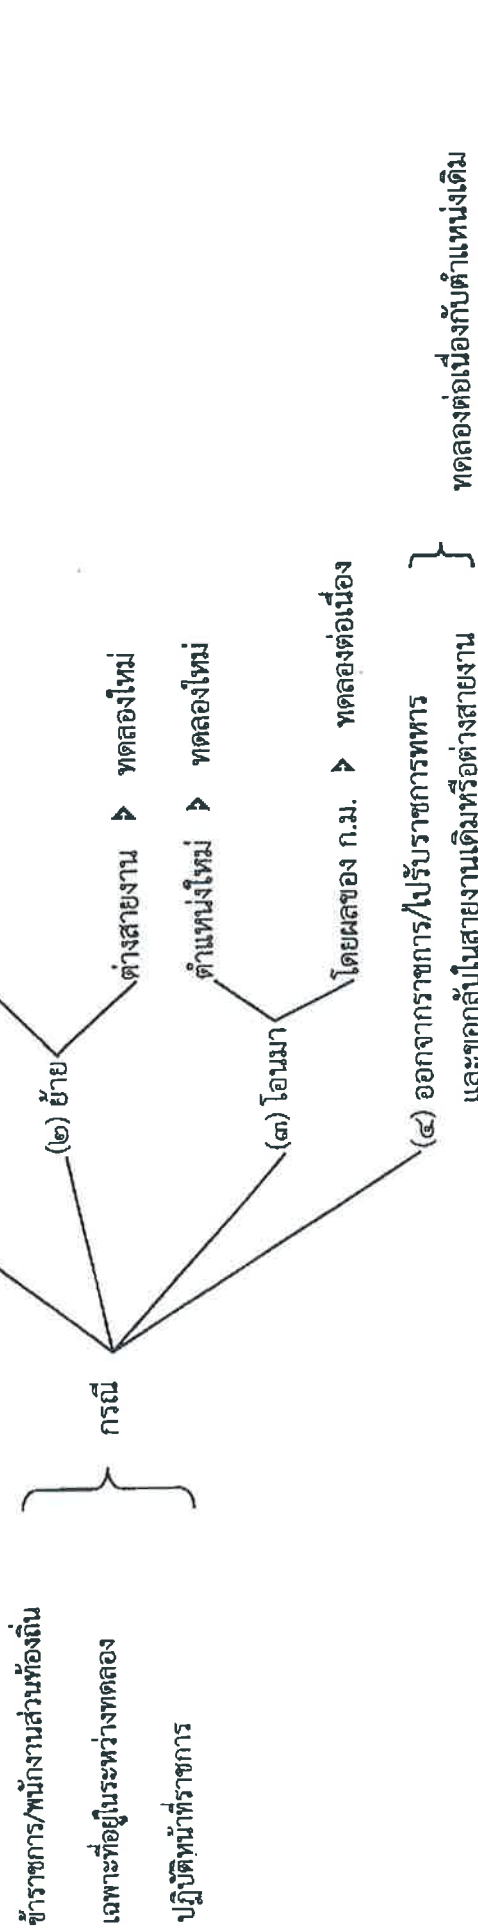 ข้าราชการ/พนักงานส่วนท้องถิ่น
เฉพาะที่อยู่ในระหว่างทดลอง
ปฏิบัติหน้าที่ราชการ
กรณี
(๒) ย้าย
ต่างสายงาน ทดลองใหม่
(๓) โอนมา
ตำแหน่งใหม่ ทดลองใหม่
โดยผลของ ก.ม. ทดลองต่อเนื่อง
(๔) ออกจากราชการ/ไปรับราชการทหาร
และขอกลับในสายงานเดิมหรือต่างสายงาน
ทดลองต่อเนื่องกับตำแหน่งเดิม